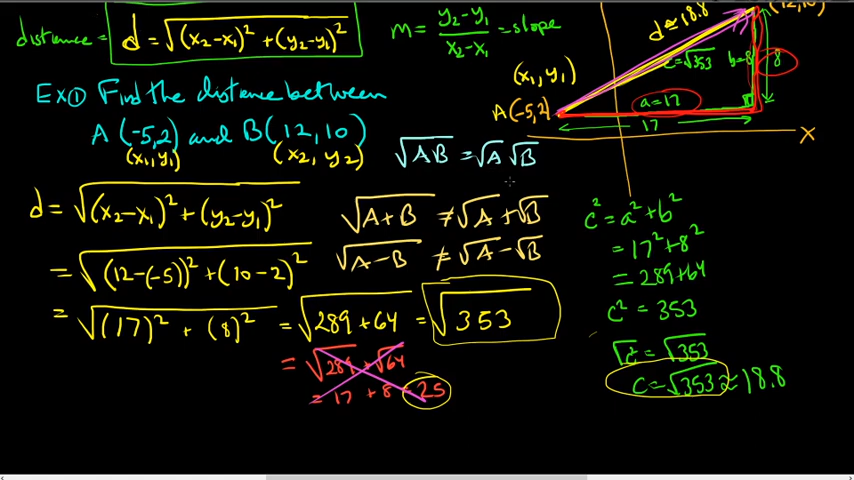 distance = d = √(x₂-x₁)² + (y₂-y₁)²
m = y₂-y₁ / x₂-x₁ = slope
d≈18.8
(12,10)
c=√353
b=8
8
(x₁, y₁)
A(-5,2)
a=17
17
X
Ex① Find the distance between
A(-5,2) and B(12,10)
(x₁,y₁) (x₂, y₂)
√AB = √A √B
d = √(x₂-x₁)² + (y₂-y₁)²
√A+B ≠ √A + √B
√A-B ≠ √A - √B
= √(12-(-5))² + (10-2)²
= √(17)² + (8)² = √289+64 = √353
= √289 + √64
= 17 + 8 = 25
c² = a² + b²
= 17² + 8²
= 289+64
c² = 353
√c² = √353
c = √353 ≈ 18.8